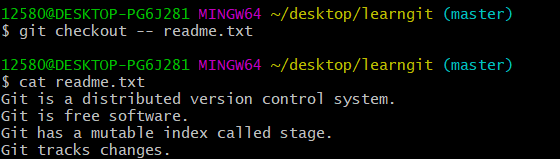 12580@DESKTOP-PG6J281 MINGW64 ~/desktop/learngit (master)
$ git checkout -- readme.txt
12580@DESKTOP-PG6J281 MINGW64 ~/desktop/learngit (master)
$ cat readme.txt
Git is a distributed version control system.
Git is free software.
Git has a mutable index called stage.
Git tracks changes.